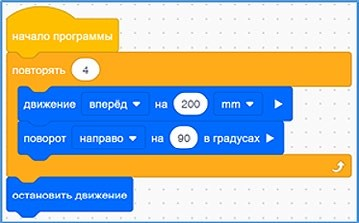 начало программы
повторять 4
движение вперёд на 200 mm
поворот направо на 90 в градусах
остановить движение